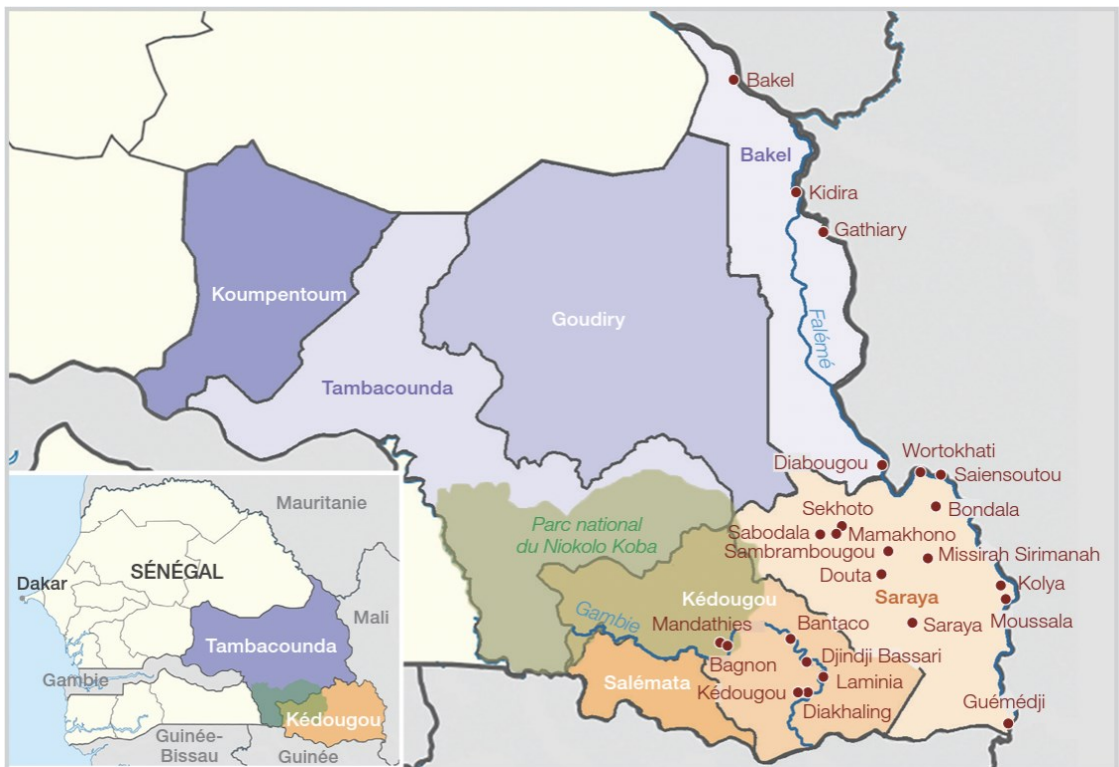 Bakel
Bakel
Kidira
Gathiary
Koumpentoum
Goudiry
Falémé
Tambacounda
Wortokhati
Diabougou
Saiensoutou
Sekhoto
Bondala
Parc national
du Niokolo Koba
Sabodala
Mamakhono
Sambrambougou
Missirah Sirimanah
Douta
Kolya
Saraya
Kédougou
Gambie
Mandathies
Bantaco
Saraya
Moussala
Bagnon
Djindji Bassari
Salémata
Kédougou
Laminia
Diakhaling
Guémédji
Mauritanie
Dakar
SÉNÉGAL
Mali
Tambacounda
Gambie
Kédougou
Guinée-
Bissau
Guinée